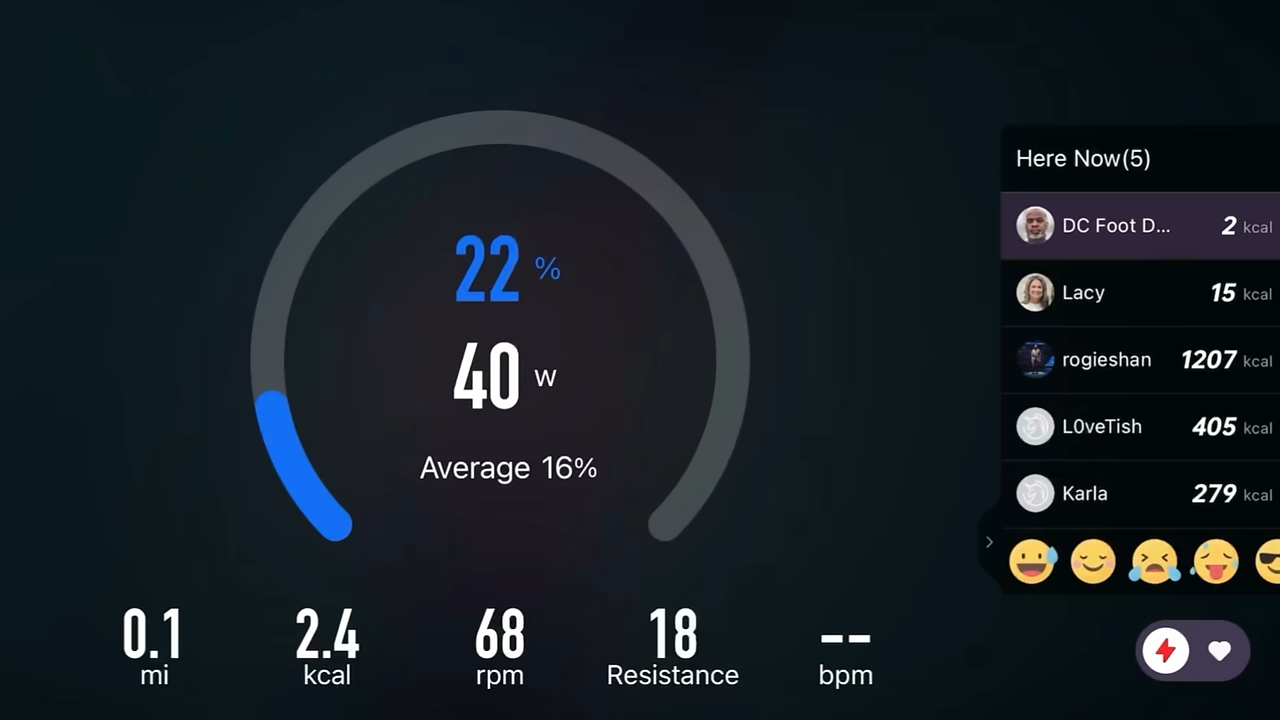 22 %
40 W
Average 16%
0.1 mi
2.4 kcal
68 rpm
18 Resistance
-- bpm
Here Now(5)
DC Foot D... 2 kcal
Lacy 15 kcal
rogieshan 1207 kcal
L0veTish 405 kcal
Karla 279 kcal